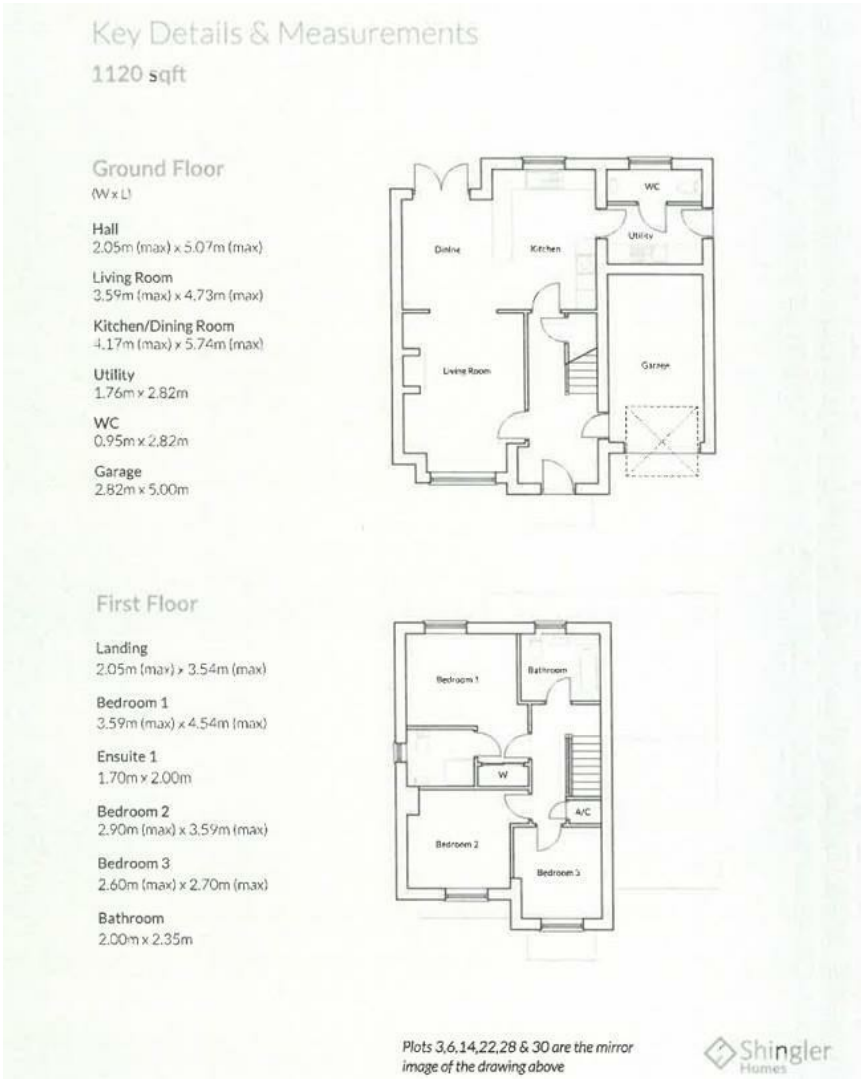 Key Details & Measurements
1120 sqft
Ground Floor
(W x L)
Hall
2.05m (max) x 5.07m (max)
Living Room
3.59m (max) x 4.73m (max)
Kitchen/Dining Room
4.17m (max) x 5.74m (max)
Utility
1.76m x 2.82m
WC
0.95m x 2.82m
Garage
2.82m x 5.00m
WC
Utility
Dining
Kitchen
Living Room
Garage
First Floor
Landing
2.05m (max) x 3.54m (max)
Bedroom 1
3.59m (max) x 4.54m (max)
Ensuite 1
1.70m x 2.00m
Bedroom 2
2.90m (max) x 3.59m (max)
Bedroom 3
2.60m (max) x 2.70m (max)
Bathroom
2.00m x 2.35m
Bedroom 1
Bathroom
W
A/C
Bedroom 2
Bedroom 3
Plots 3,6,14,22,28 & 30 are the mirror
image of the drawing above
Shingler
Homes